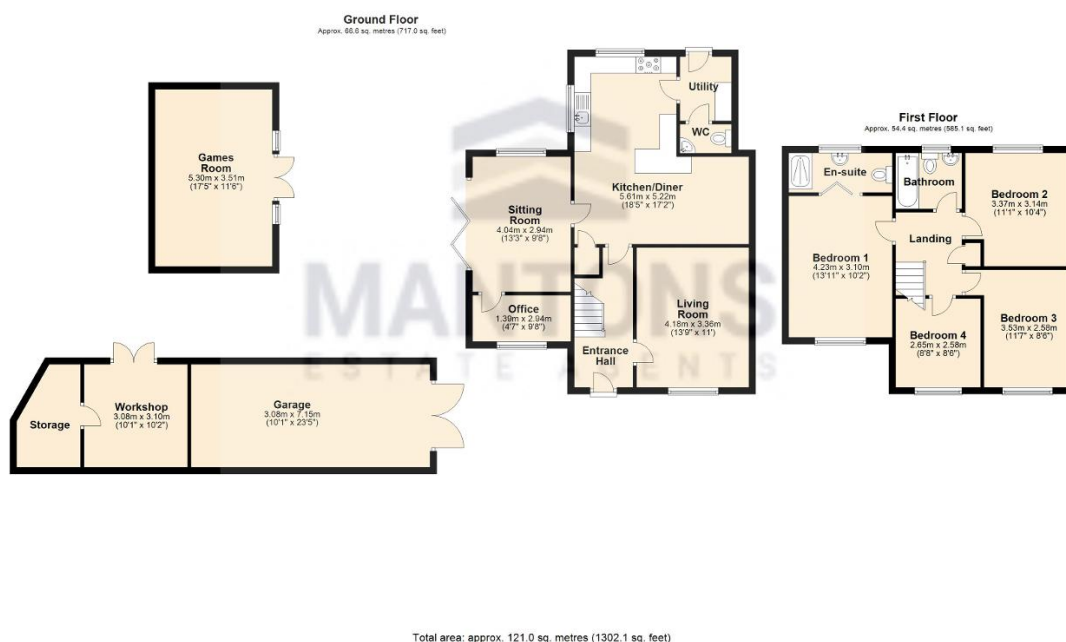 Ground Floor
Approx. 66.6 sq. metres (717.0 sq. feet)
Games
Room
5.30m x 3.51m
(17'5" x 11'6")
Utility
WC
Kitchen/Diner
5.61m x 5.22m
(18'5" x 17'2")
Sitting
Room
4.04m x 2.94m
(13'3" x 9'8")
Office
1.39m x 2.94m
(4'7" x 9'8")
Living
Room
4.18m x 3.36m
(13'9" x 11')
Entrance
Hall
Storage
Workshop
3.08m x 3.10m
(10'1" x 10'2")
Garage
3.08m x 7.15m
(10'1" x 23'5")
First Floor
Approx. 54.4 sq. metres (585.1 sq. feet)
En-suite
Bathroom
Bedroom 2
3.37m x 3.14m
(11'1" x 10'4")
Landing
Bedroom 1
4.23m x 3.10m
(13'11" x 10'2")
Bedroom 3
3.53m x 2.58m
(11'7" x 8'6")
Bedroom 4
2.65m x 2.58m
(8'8" x 8'6")
MANTONS
ESTATE AGENTS
Total area: approx. 121.0 sq. metres (1302.1 sq. feet)